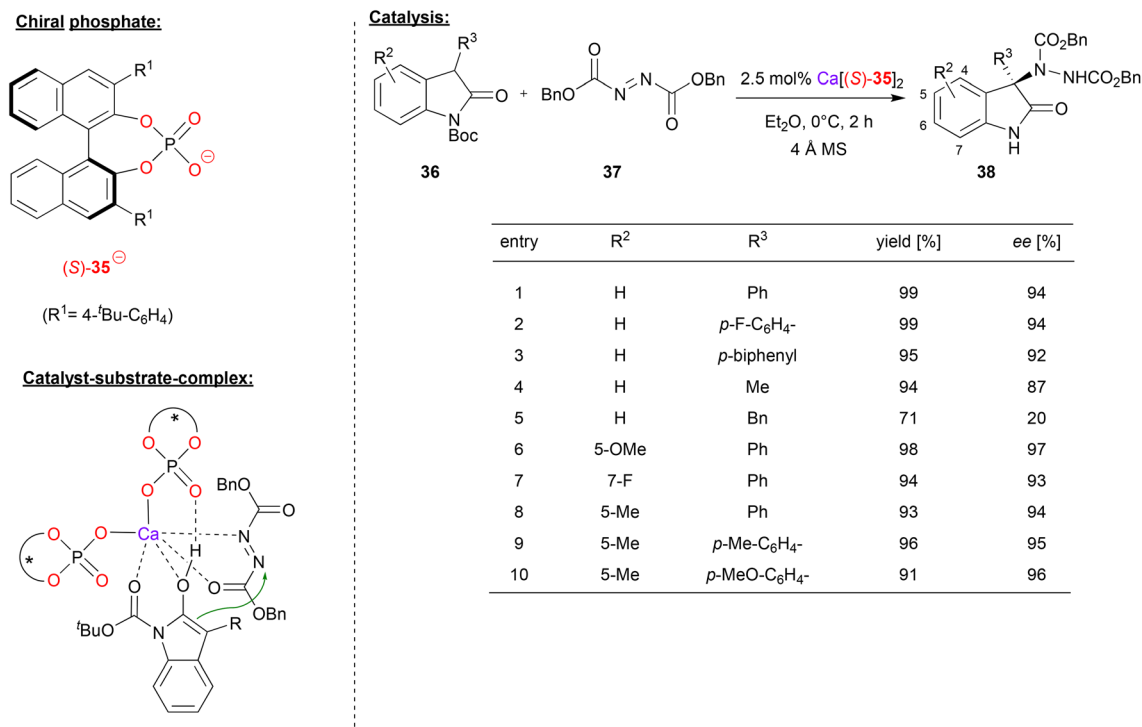 Chiral phosphate:
R¹
O
O
P
O
O⊖
R¹
(S)-35⊖
(R¹= 4-ᵗBu-C₆H₄)
Catalyst-substrate-complex:
*
O O
P
O O
BnO
O
O
O
Ca
N
*
P
H
N
O
O
O
O
O
OBn
ᵗBuO
N
R
Catalysis:
R²
R³
O
N
Boc
36
+
O
BnO
N
N
OBn
O
37
2.5 mol% Ca[(S)-35]₂
Et₂O, 0°C, 2 h
4 Å MS
CO₂Bn
R³
N
NHCO₂Bn
R²
4
5
6
7
O
N
H
38
entry R² R³ yield [%] ee [%]
1 H Ph 99 94
2 H p-F-C₆H₄- 99 94
3 H p-biphenyl 95 92
4 H Me 94 87
5 H Bn 71 20
6 5-OMe Ph 98 97
7 7-F Ph 94 93
8 5-Me Ph 93 94
9 5-Me p-Me-C₆H₄- 96 95
10 5-Me p-MeO-C₆H₄- 91 96